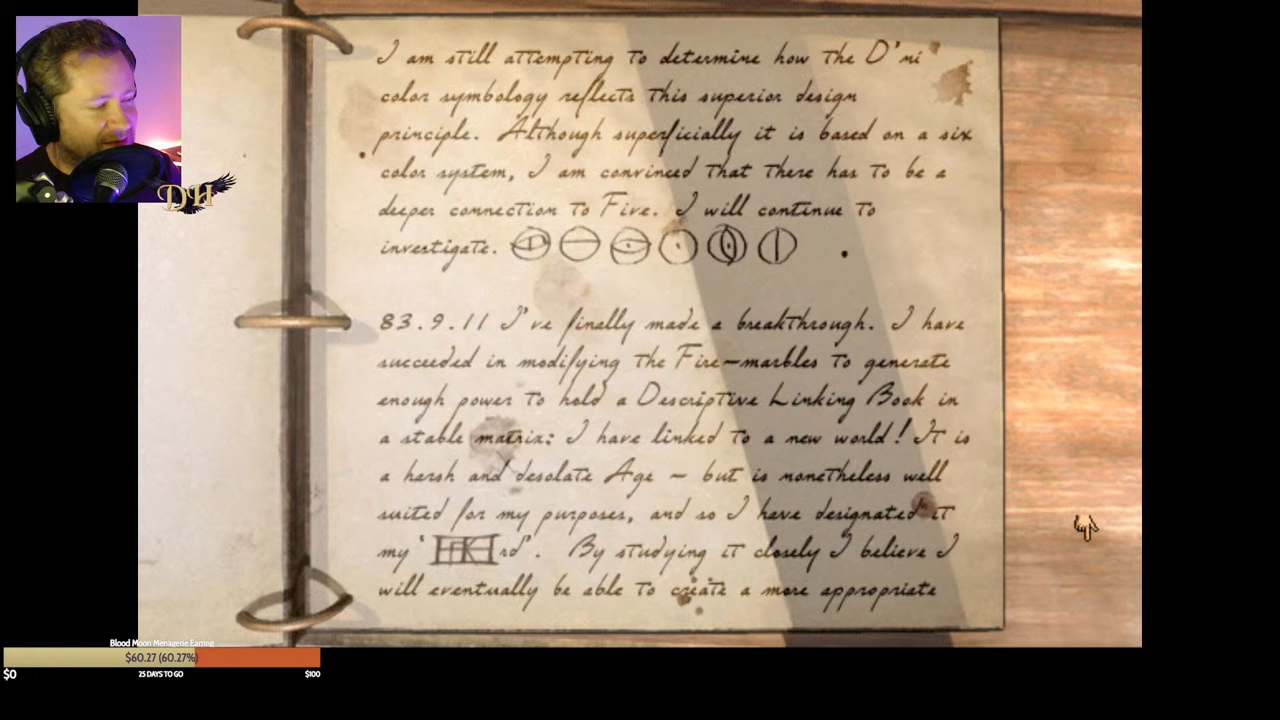 I am still attempting to determine how the D'ni
color symbology reflects this superior design
principle. Although superficially it is based on a six
color system, I am convinced that there has to be a
deeper connection to Five. I will continue to
investigate.
83.9.11 I've finally made a breakthrough. I have
succeeded in modifying the Fire-marbles to generate
enough power to hold a Descriptive Linking Book in
a stable matrix: I have linked to a new world! It is
a harsh and desolate Age - but is nonetheless well
suited for my purposes, and so I have designated it
my ' rd'. By studying it closely I believe I
will eventually be able to create a more appropriate
DH
Blood Moon Menagerie Earring
$60.27 (60.27%)
$0 25 DAYS TO GO $100